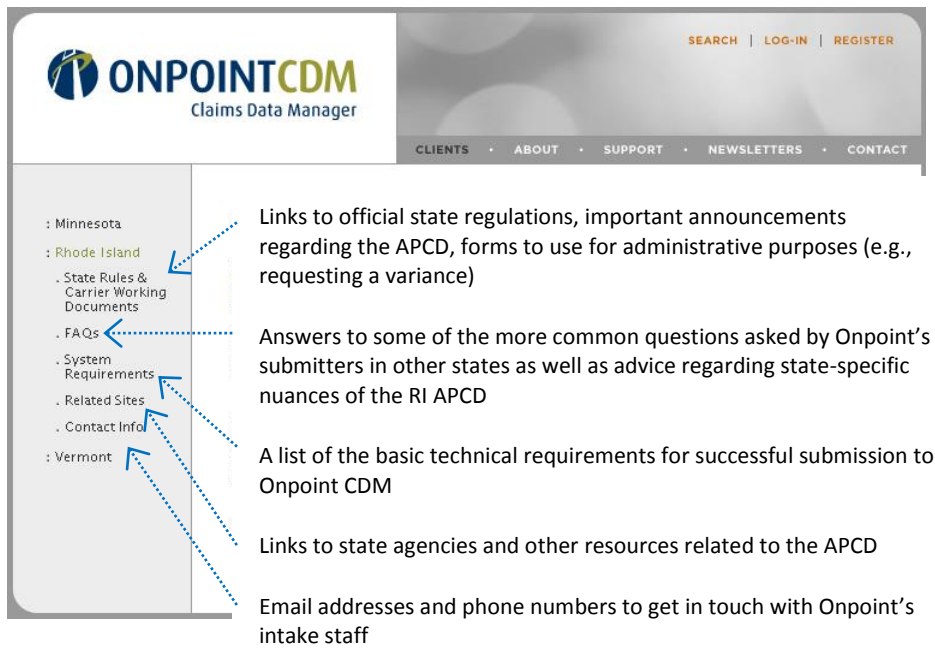 SEARCH | LOG-IN | REGISTER
ONPOINTCDM
Claims Data Manager
CLIENTS · ABOUT · SUPPORT · NEWSLETTERS · CONTACT
: Minnesota
: Rhode Island
. State Rules &
Carrier Working
Documents
. FAQs
. System
Requirements
. Related Sites
. Contact Info
: Vermont
Links to official state regulations, important announcements
regarding the APCD, forms to use for administrative purposes (e.g.,
requesting a variance)
Answers to some of the more common questions asked by Onpoint’s
submitters in other states as well as advice regarding state-specific
nuances of the RI APCD
A list of the basic technical requirements for successful submission to
Onpoint CDM
Links to state agencies and other resources related to the APCD
Email addresses and phone numbers to get in touch with Onpoint’s
intake staff